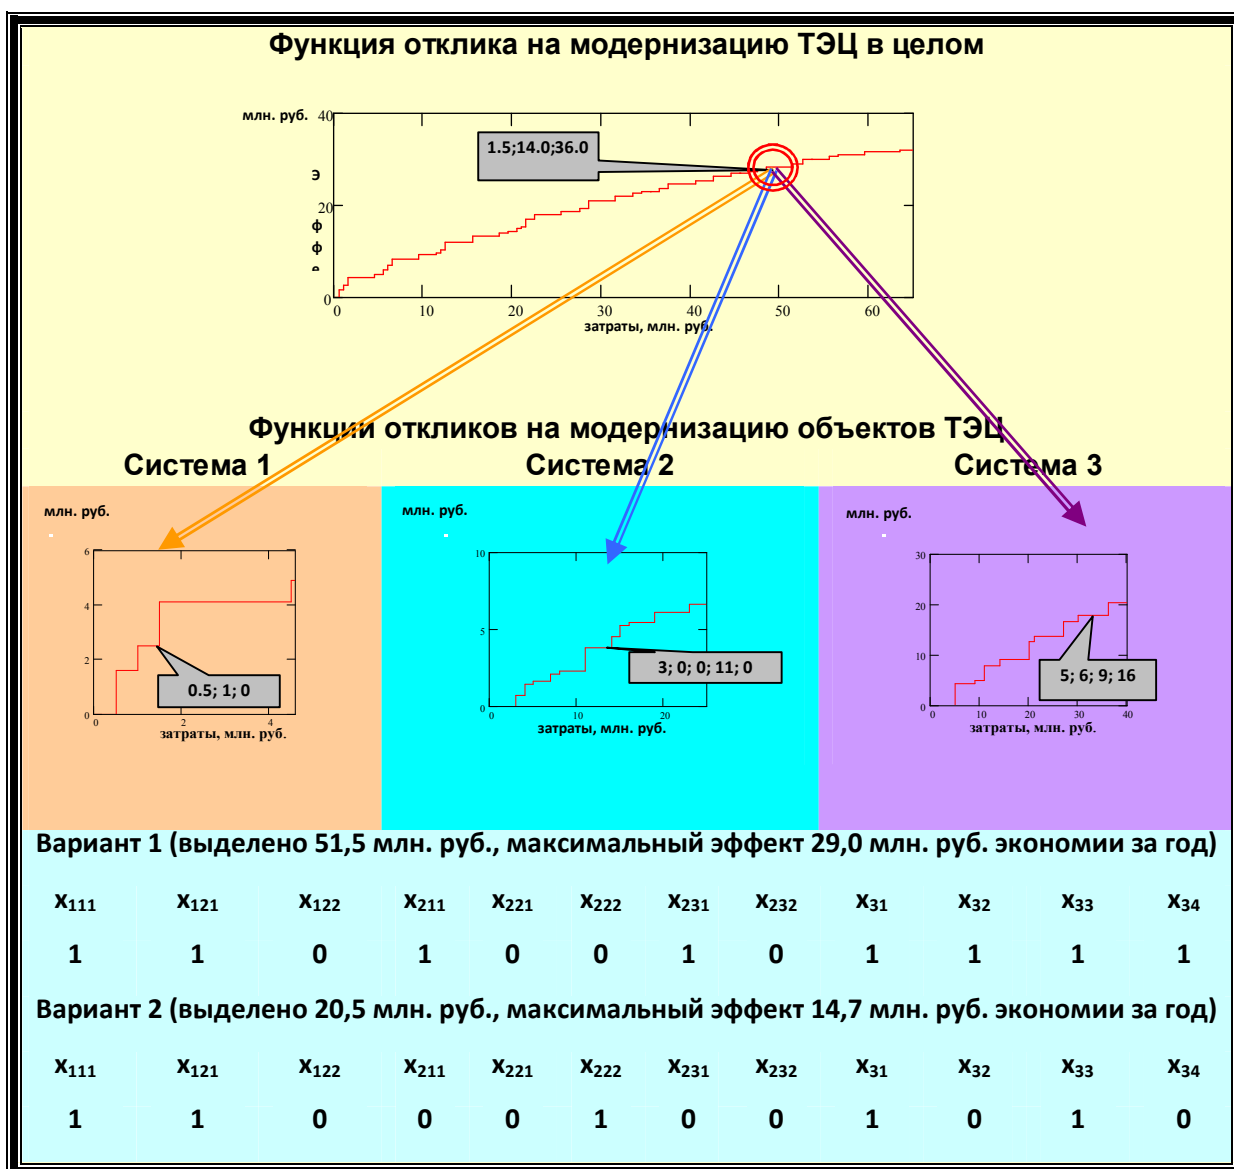 Функция отклика на модернизацию ТЭЦ в целом
млн. руб.
40
1.5;14.0;36.0
Э
20
ф
ф
е
0
0 10 20 30 40 50 60
затраты, млн. руб.
Функции откликов на модернизацию объектов ТЭЦ
Система 1 Система 2 Система 3
млн. руб. млн. руб. млн. руб.
6
4
2
0
0 2 4
0.5; 1; 0
затраты, млн. руб.
10
5
0
0 10 20
3; 0; 0; 11; 0
затраты, млн. руб.
30
20
10
0
0 10 20 30 40
5; 6; 9; 16
затраты, млн. руб.
Вариант 1 (выделено 51,5 млн. руб., максимальный эффект 29,0 млн. руб. экономии за год)
x111 x121 x122 x211 x221 x222 x231 x232 x31 x32 x33 x34
1 1 0 1 0 0 1 0 1 1 1 1
Вариант 2 (выделено 20,5 млн. руб., максимальный эффект 14,7 млн. руб. экономии за год)
x111 x121 x122 x211 x221 x222 x231 x232 x31 x32 x33 x34
1 1 0 0 0 1 0 0 1 0 1 0